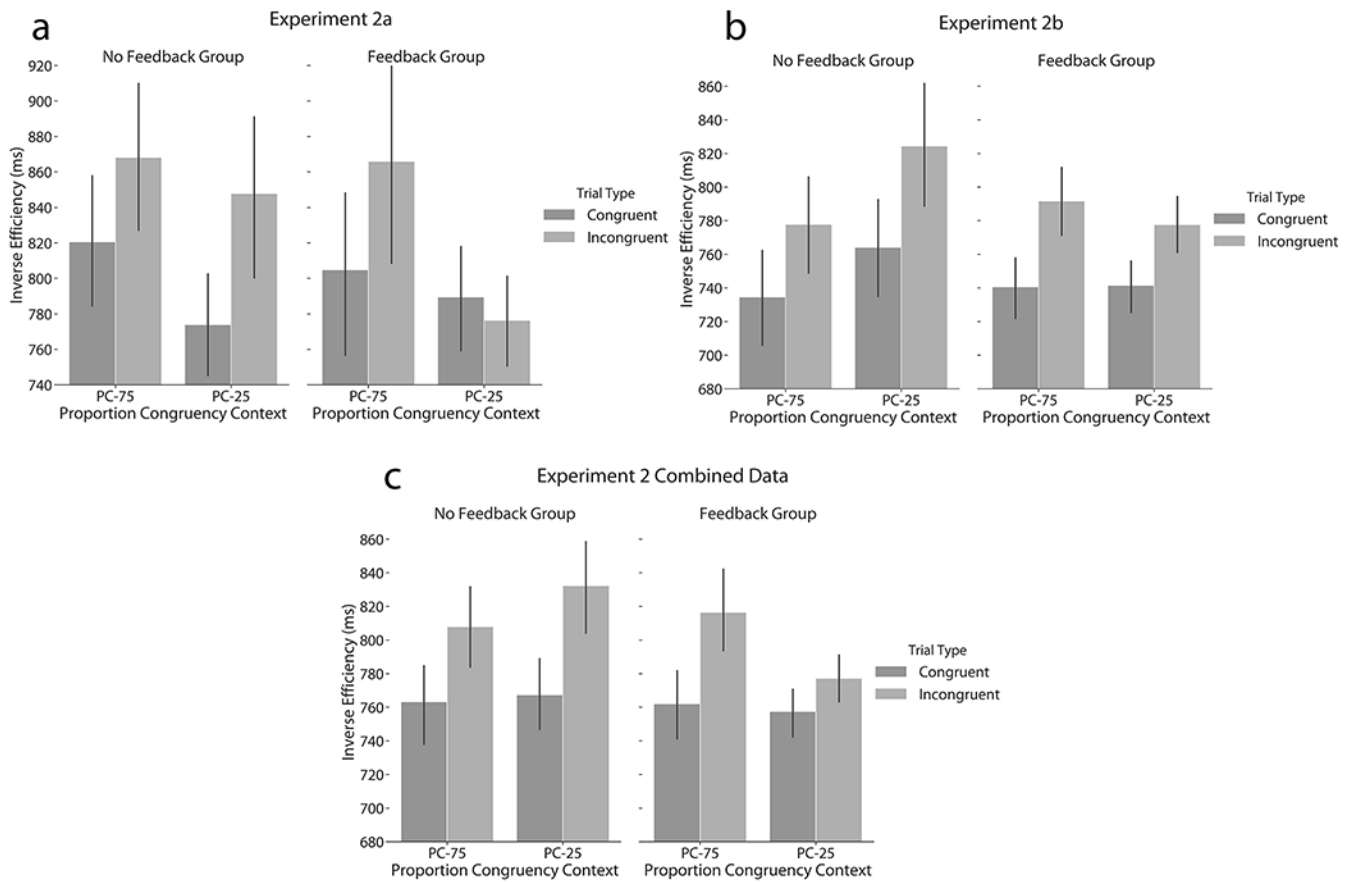 a
Experiment 2a
No Feedback Group
Feedback Group
Inverse Efficiency (ms)
920
900
880
860
840
820
800
780
760
740
PC-75
PC-25
PC-75
PC-25
Proportion Congruency Context
Proportion Congruency Context
Trial Type
Congruent
Incongruent
b
Experiment 2b
No Feedback Group
Feedback Group
Inverse Efficiency (ms)
860
840
820
800
780
760
740
720
700
680
PC-75
PC-25
PC-75
PC-25
Proportion Congruency Context
Proportion Congruency Context
Trial Type
Congruent
Incongruent
c
Experiment 2 Combined Data
No Feedback Group
Feedback Group
Inverse Efficiency (ms)
860
840
820
800
780
760
740
720
700
680
PC-75
PC-25
PC-75
PC-25
Proportion Congruency Context
Proportion Congruency Context
Trial Type
Congruent
Incongruent